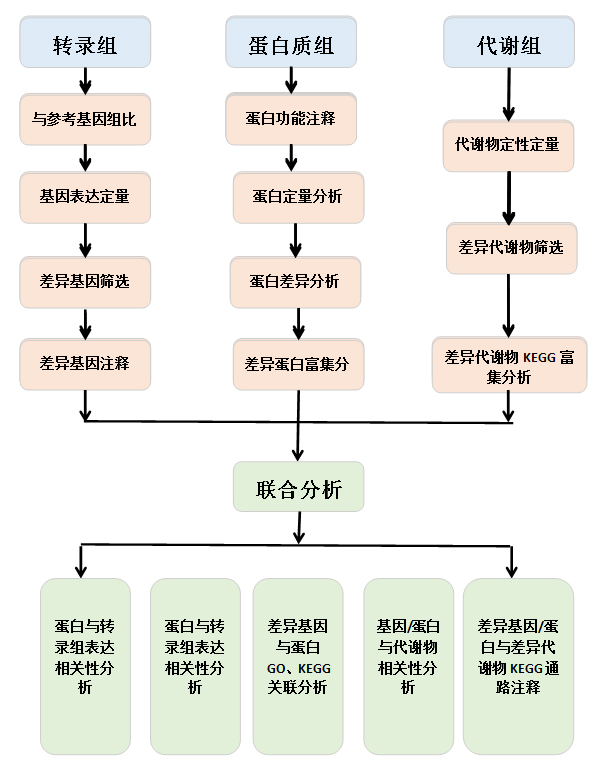 转录组
蛋白质组
代谢组
与参考基因组比
蛋白功能注释
代谢物定性定量
基因表达定量
蛋白定量分析
差异代谢物筛选
差异基因筛选
蛋白差异分析
差异基因注释
差异蛋白富集分
差异代谢物 KEGG 富
集分析
联合分析
蛋白与转
录组表达
相关性分
析
蛋白与转
录组表达
相关性分
析
差异基因
与蛋白
GO、KEGG
关联分析
基因/蛋白
与代谢物
相关性分
析
差异基因/蛋
白与差异代
谢物 KEGG 通
路注释